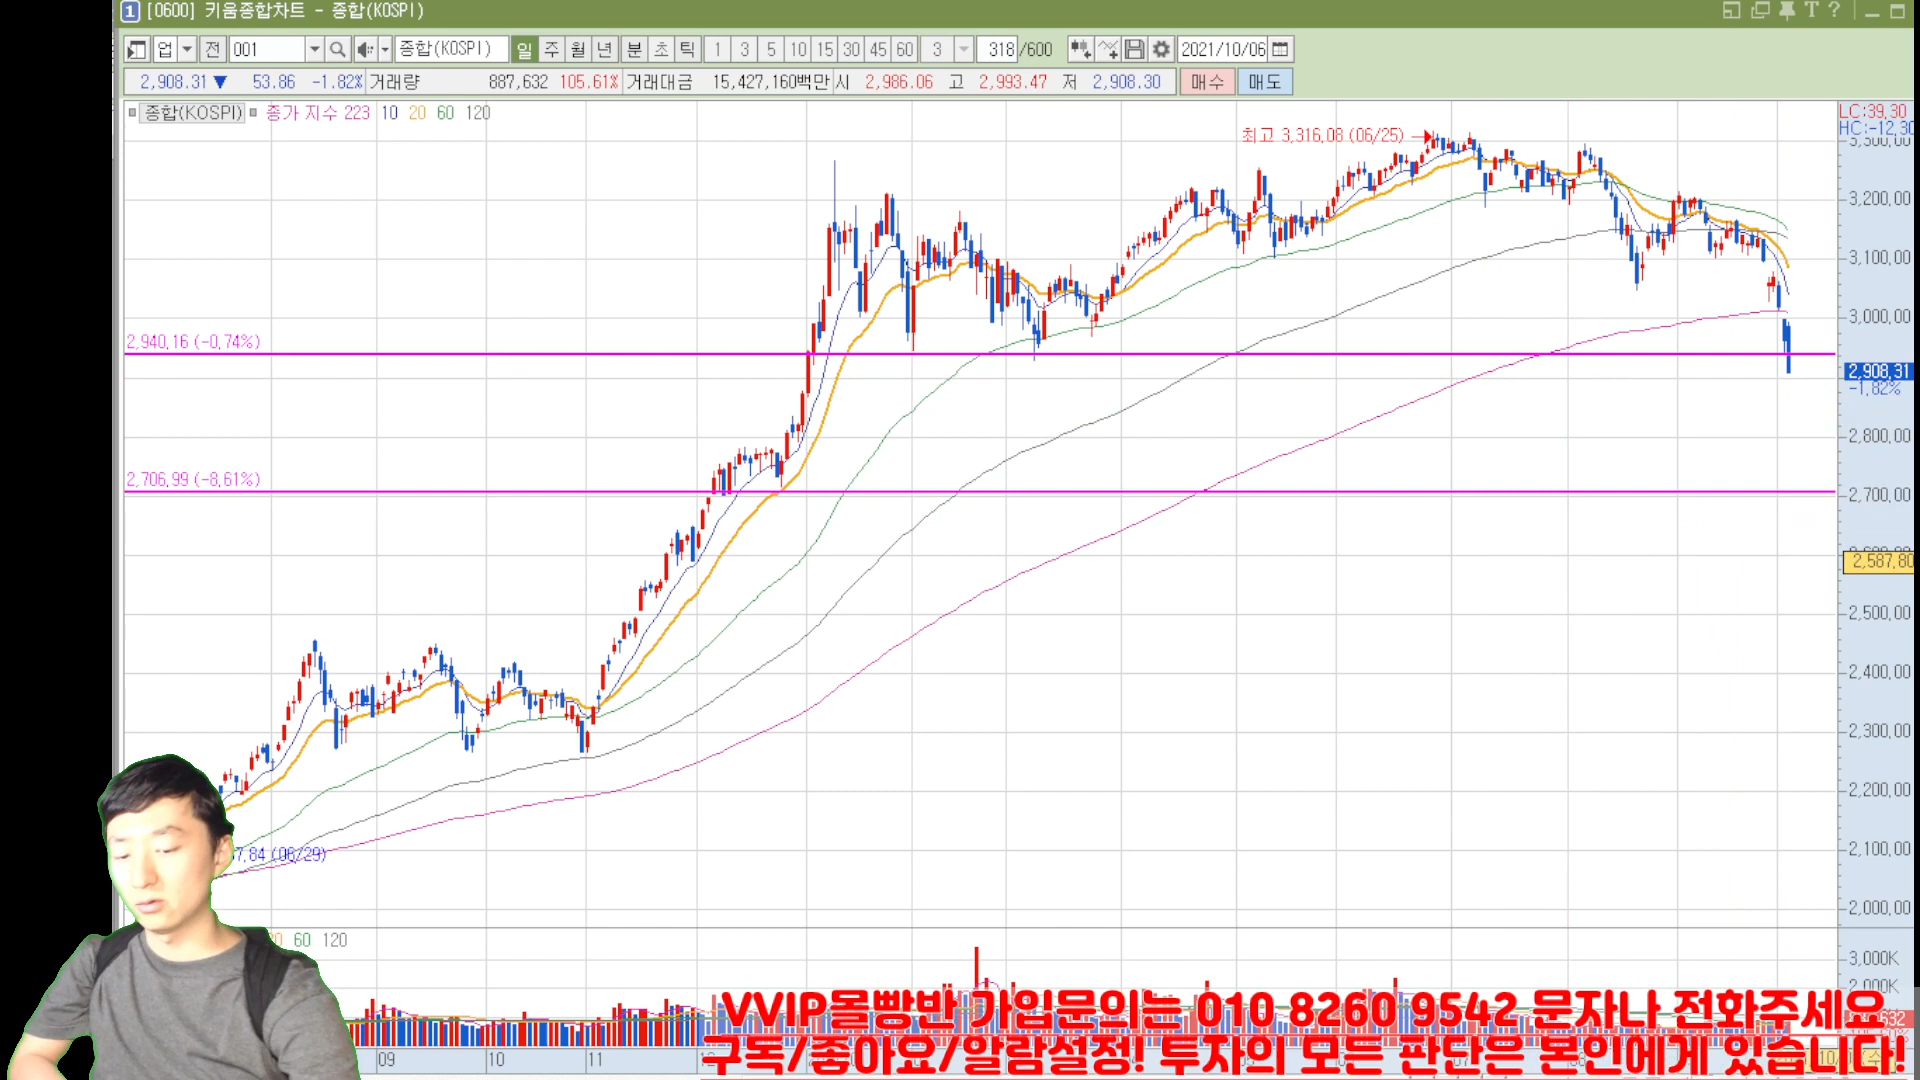 1 [0600] 키움종합차트 - 종합(KOSPI)
업 전 001 종합(KOSPI) 일 주 월 년 분 초 틱 1 3 5 10 15 30 45 60 3 318/600 2021/10/06
2,908.31 ▼ 53.86 -1.82% 거래량 887,632 105.61% 거래대금 15,427,160백만 시 2,986.06 고 2,993.47 저 2,908.30 매수 매도
종합(KOSPI) 종가 지수 223 10 20 60 120
LC:39,30
HC:-12,30
최고 3,316,08 (06/25)
3,300,00
3,200,00
3,100,00
3,000,00
2,940,16 (-0,74%)
2,908,31
-1,82%
2,800,00
2,706,99 (-8,61%)
2,700,00
2,587,80
2,500,00
2,400,00
2,300,00
2,200,00
2,100,00
7,84 (06/29)
2,000,00
60 120
3,000K
2,000K
VVIP몰빵반 가입문의는 010 8260 9542 문자나 전화주세요
632
구독/좋아요/알람설정! 투자의 모든 판단은 본인에게 있습니다!
09 10 11